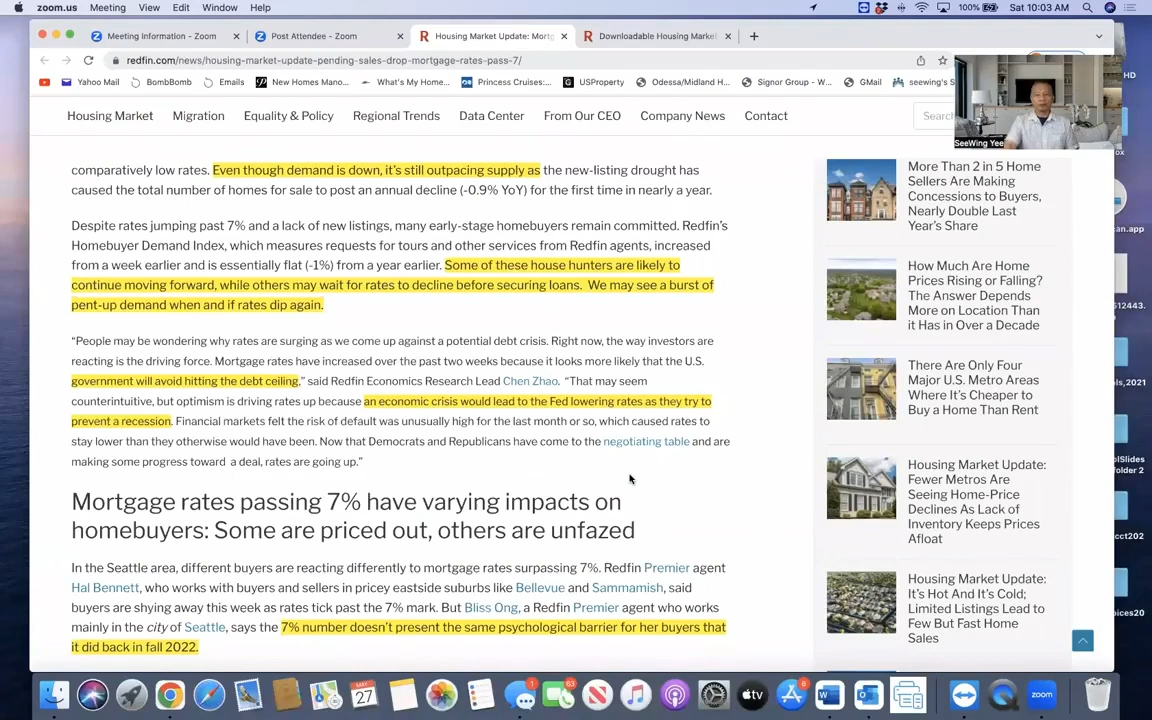 zoom.us Meeting View Edit Window Help 100% Sat 10:03 AM
Meeting Information - Zoom
Post Attendee - Zoom
Housing Market Update: Mortg
Downloadable Housing Market
redfin.com/news/housing-market-update-pending-sales-drop-mortgage-rates-pass-7/
Yahoo Mail BombBomb Emails New Homes Mano... What's My Home... Princess Cruises:... USProperty Odessa/Midland H... Signor Group - W... GMail seewing's S
HD
Housing Market Migration Equality & Policy Regional Trends Data Center From Our CEO Company News Contact Search
SeeWing Yee
comparatively low rates. Even though demand is down, it's still outpacing supply as the new-listing drought has
caused the total number of homes for sale to post an annual decline (-0.9% YoY) for the first time in nearly a year.
Despite rates jumping past 7% and a lack of new listings, many early-stage homebuyers remain committed. Redfin's
Homebuyer Demand Index, which measures requests for tours and other services from Redfin agents, increased
from a week earlier and is essentially flat (-1%) from a year earlier. Some of these house hunters are likely to
continue moving forward, while others may wait for rates to decline before securing loans. We may see a burst of
pent-up demand when and if rates dip again.
"People may be wondering why rates are surging as we come up against a potential debt crisis. Right now, the way investors are
reacting is the driving force. Mortgage rates have increased over the past two weeks because it looks more likely that the U.S.
government will avoid hitting the debt ceiling," said Redfin Economics Research Lead Chen Zhao. "That may seem
counterintuitive, but optimism is driving rates up because an economic crisis would lead to the Fed lowering rates as they try to
prevent a recession. Financial markets felt the risk of default was unusually high for the last month or so, which caused rates to
stay lower than they otherwise would have been. Now that Democrats and Republicans have come to the negotiating table and are
making some progress toward a deal, rates are going up."
Mortgage rates passing 7% have varying impacts on
homebuyers: Some are priced out, others are unfazed
In the Seattle area, different buyers are reacting differently to mortgage rates surpassing 7%. Redfin Premier agent
Hal Bennett, who works with buyers and sellers in pricey eastside suburbs like Bellevue and Sammamish, said
buyers are shying away this week as rates tick past the 7% mark. But Bliss Ong, a Redfin Premier agent who works
mainly in the city of Seattle, says the 7% number doesn't present the same psychological barrier for her buyers that
it did back in fall 2022.
More Than 2 in 5 Home
Sellers Are Making
Concessions to Buyers,
Nearly Double Last
Year's Share
How Much Are Home
Prices Rising or Falling?
The Answer Depends
More on Location Than
it Has in Over a Decade
There Are Only Four
Major U.S. Metro Areas
Where It's Cheaper to
Buy a Home Than Rent
Housing Market Update:
Fewer Metros Are
Seeing Home-Price
Declines As Lack of
Inventory Keeps Prices
Afloat
Housing Market Update:
It's Hot And It's Cold;
Limited Listings Lead to
Few But Fast Home
Sales
can.app
512443.
ols,2021
olSlides
folder 2
cct202
oices20
MAY
27
1
63
tv
6
zoom